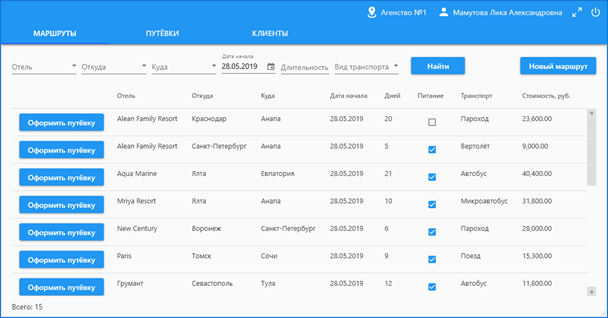 Агенство №1 Мамутова Лика Александровна
МАРШРУТЫ ПУТЁВКИ КЛИЕНТЫ
Дата начала
Отель Откуда Куда 28.05.2019 Длительность Вид транспорта Найти Новый маршрут
Отель Откуда Куда Дата начала Дней Питание Транспорт Стоимость, руб.
Оформить путёвку Alean Family Resort Краснодар Анапа 28.05.2019 20 Пароход 23,600.00
Оформить путёвку Alean Family Resort Санкт-Петербург Анапа 28.05.2019 5 Вертолёт 9,000.00
Оформить путёвку Aqua Marine Ялта Евпатория 28.05.2019 21 Автобус 40,400.00
Оформить путёвку Mriya Resort Ялта Анапа 28.05.2019 10 Микроавтобус 31,800.00
Оформить путёвку New Century Воронеж Санкт-Петербург 28.05.2019 6 Пароход 28,000.00
Оформить путёвку Paris Томск Сочи 28.05.2019 9 Поезд 15,300.00
Оформить путёвку Грумант Севастополь Тула 28.05.2019 12 Автобус 11,800.00
Всего: 15